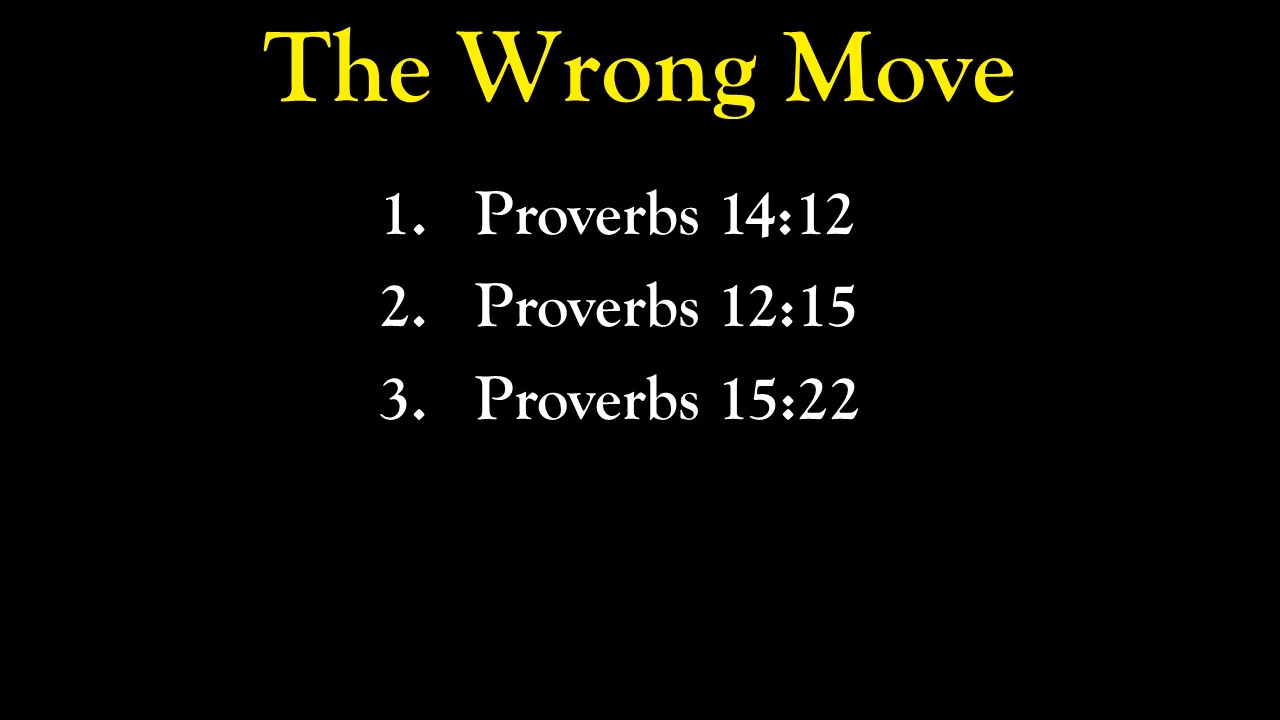 The Wrong Move
1. Proverbs 14:12
2. Proverbs 12:15
3. Proverbs 15:22